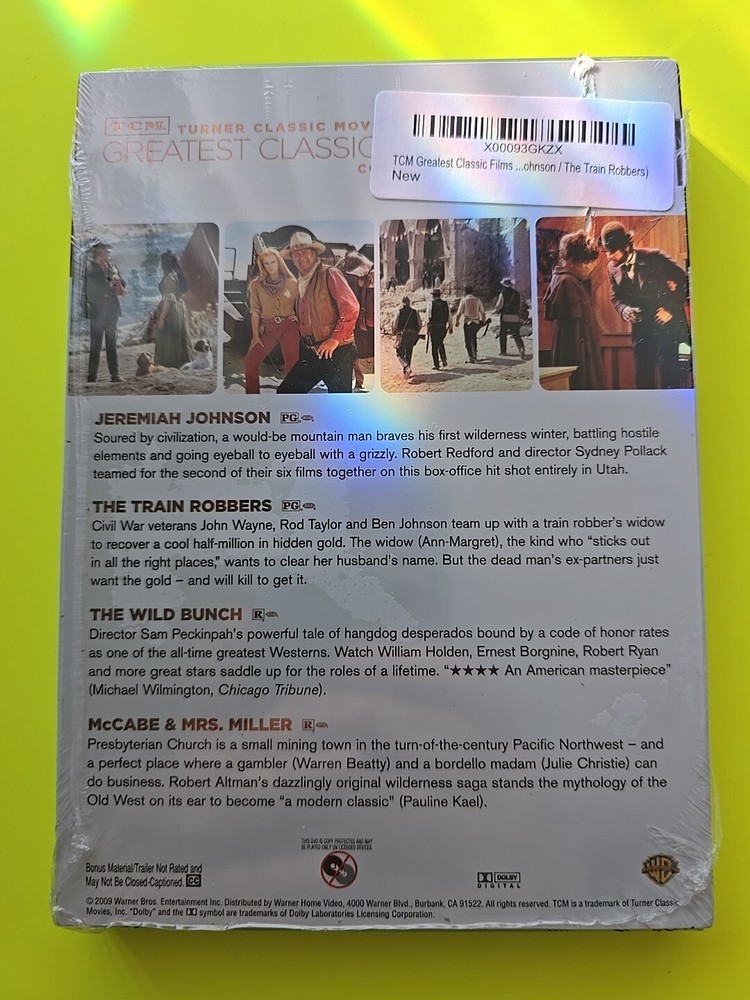 TCM TURNER CLASSIC MOV
GREATEST CLASSIC
X00093GKZX
TCM Greatest Classic Films ...ohnson / The Train Robbers)
New
JEREMIAH JOHNSON PG
Soured by civilization, a would-be mountain man braves his first wilderness winter, battling hostile
elements and going eyeball to eyeball with a grizzly. Robert Redford and director Sydney Pollack
teamed for the second of their six films together on this box-office hit shot entirely in Utah.
THE TRAIN ROBBERS PG
Civil War veterans John Wayne, Rod Taylor and Ben Johnson team up with a train robber's widow
to recover a cool half-million in hidden gold. The widow (Ann-Margret), the kind who "sticks out
in all the right places," wants to clear her husband's name. But the dead man's ex-partners just
want the gold – and will kill to get it.
THE WILD BUNCH R
Director Sam Peckinpah's powerful tale of hangdog desperados bound by a code of honor rates
as one of the all-time greatest Westerns. Watch William Holden, Ernest Borgnine, Robert Ryan
and more great stars saddle up for the roles of a lifetime. "★★★★ An American masterpiece"
(Michael Wilmington, Chicago Tribune).
McCABE & MRS. MILLER R
Presbyterian Church is a small mining town in the turn-of-the-century Pacific Northwest – and
a perfect place where a gambler (Warren Beatty) and a bordello madam (Julie Christie) can
do business. Robert Altman's dazzlingly original wilderness saga stands the mythology of the
Old West on its ear to become "a modern classic" (Pauline Kael).
THIS DVD IS COPY PROTECTED AND MAY
BE PLAYED ONLY ON LICENSED DEVICES.
Bonus Material/Trailer Not Rated and
May Not Be Closed-Captioned. CC
DOLBY
DIGITAL
WB
© 2009 Warner Bros. Entertainment Inc. Distributed by Warner Home Video, 4000 Warner Blvd., Burbank, CA 91522. All rights reserved. TCM is a trademark of Turner Classic
Movies, Inc. "Dolby" and the DD symbol are trademarks of Dolby Laboratories Licensing Corporation.